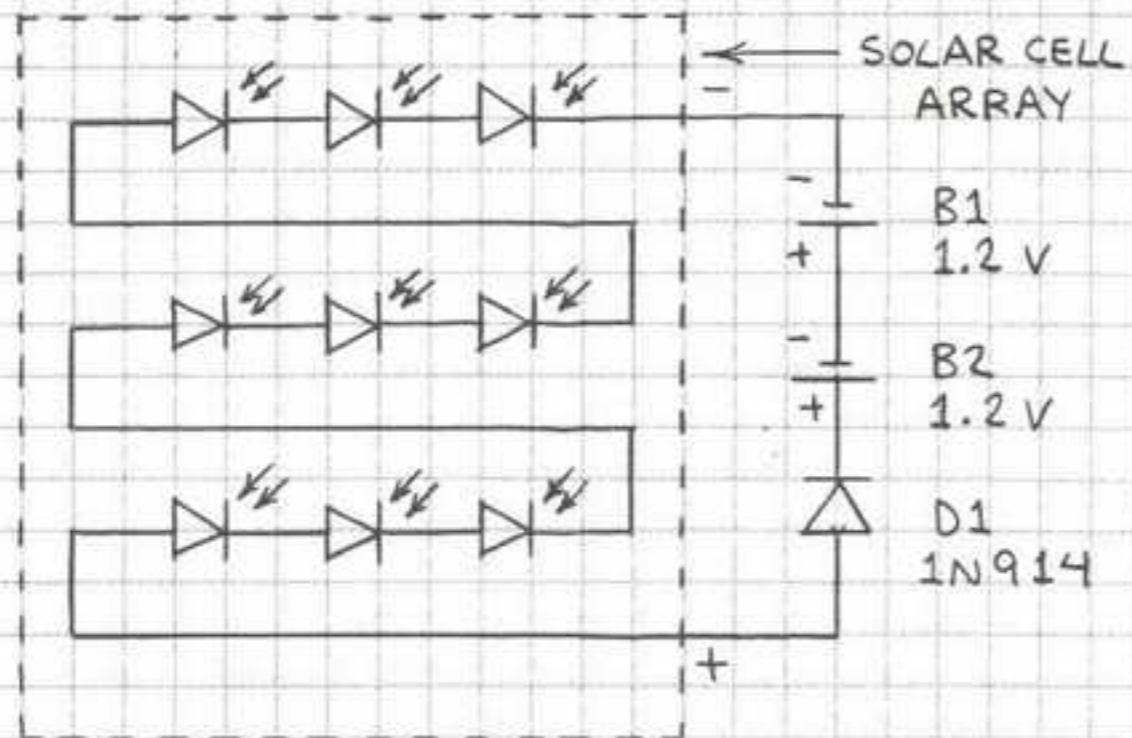 SOLAR CELL
ARRAY
-
-
B1
+
1.2 V
-
B2
+
1.2 V
D1
1N914
+